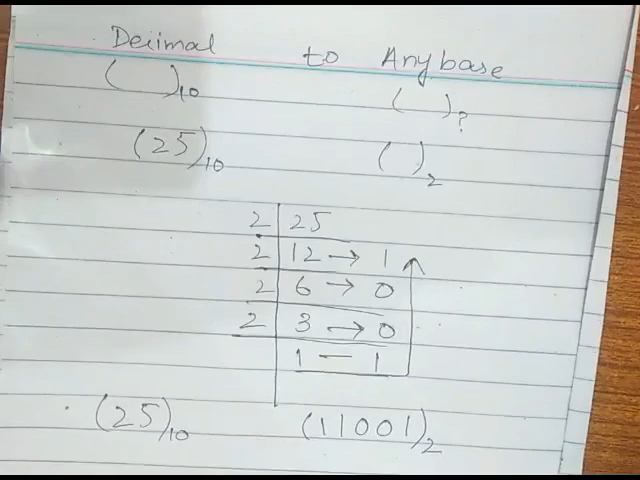 Decimal to Any base
( )10 ( )?
(25)10 ( )2
2 25
2 12 → 1
2 6 → 0
2 3 → 0
1 — 1
(25)10 (11001)2